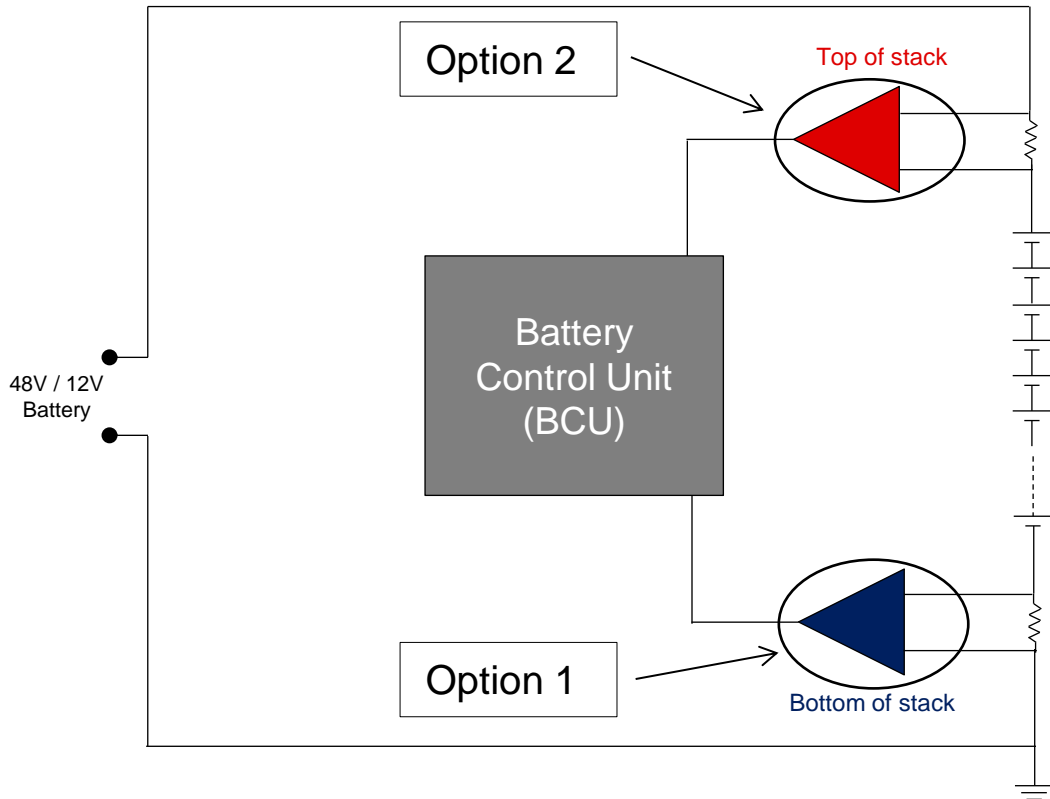 Option 2
Top of stack
Battery
Control Unit
(BCU)
48V / 12V
Battery
Option 1
Bottom of stack